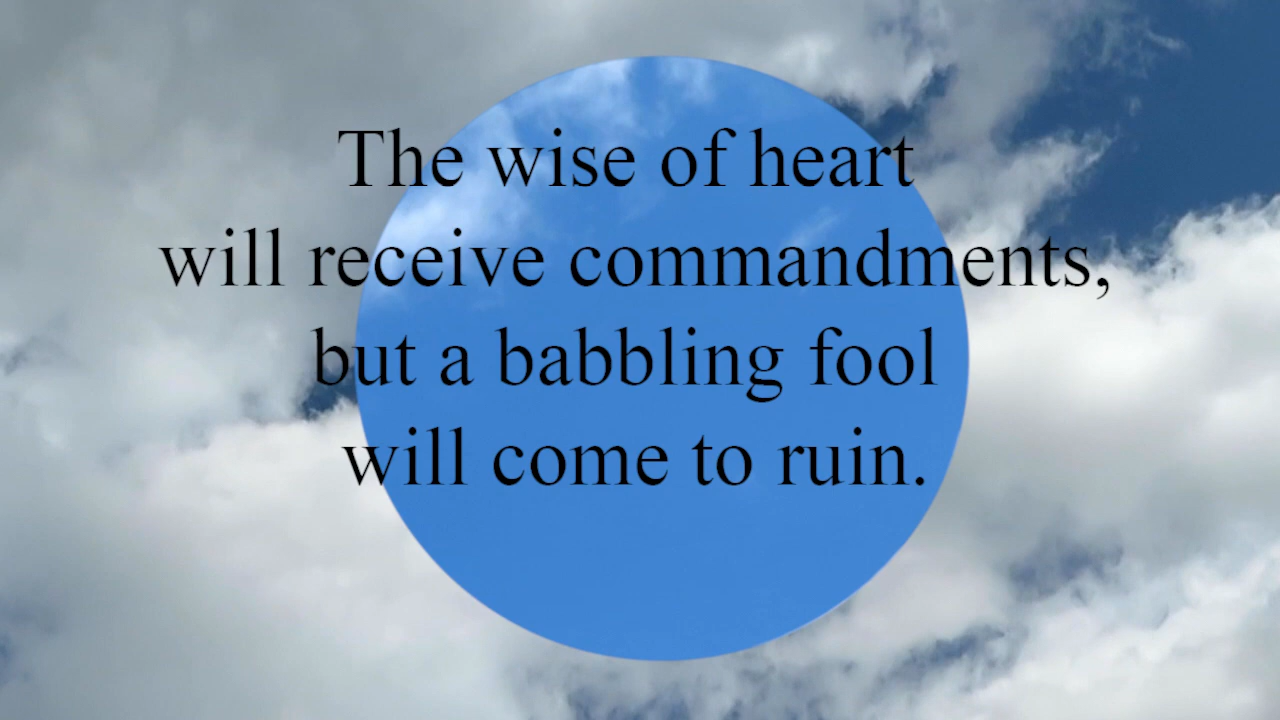 The wise of heart
will receive commandments,
but a babbling fool
will come to ruin.